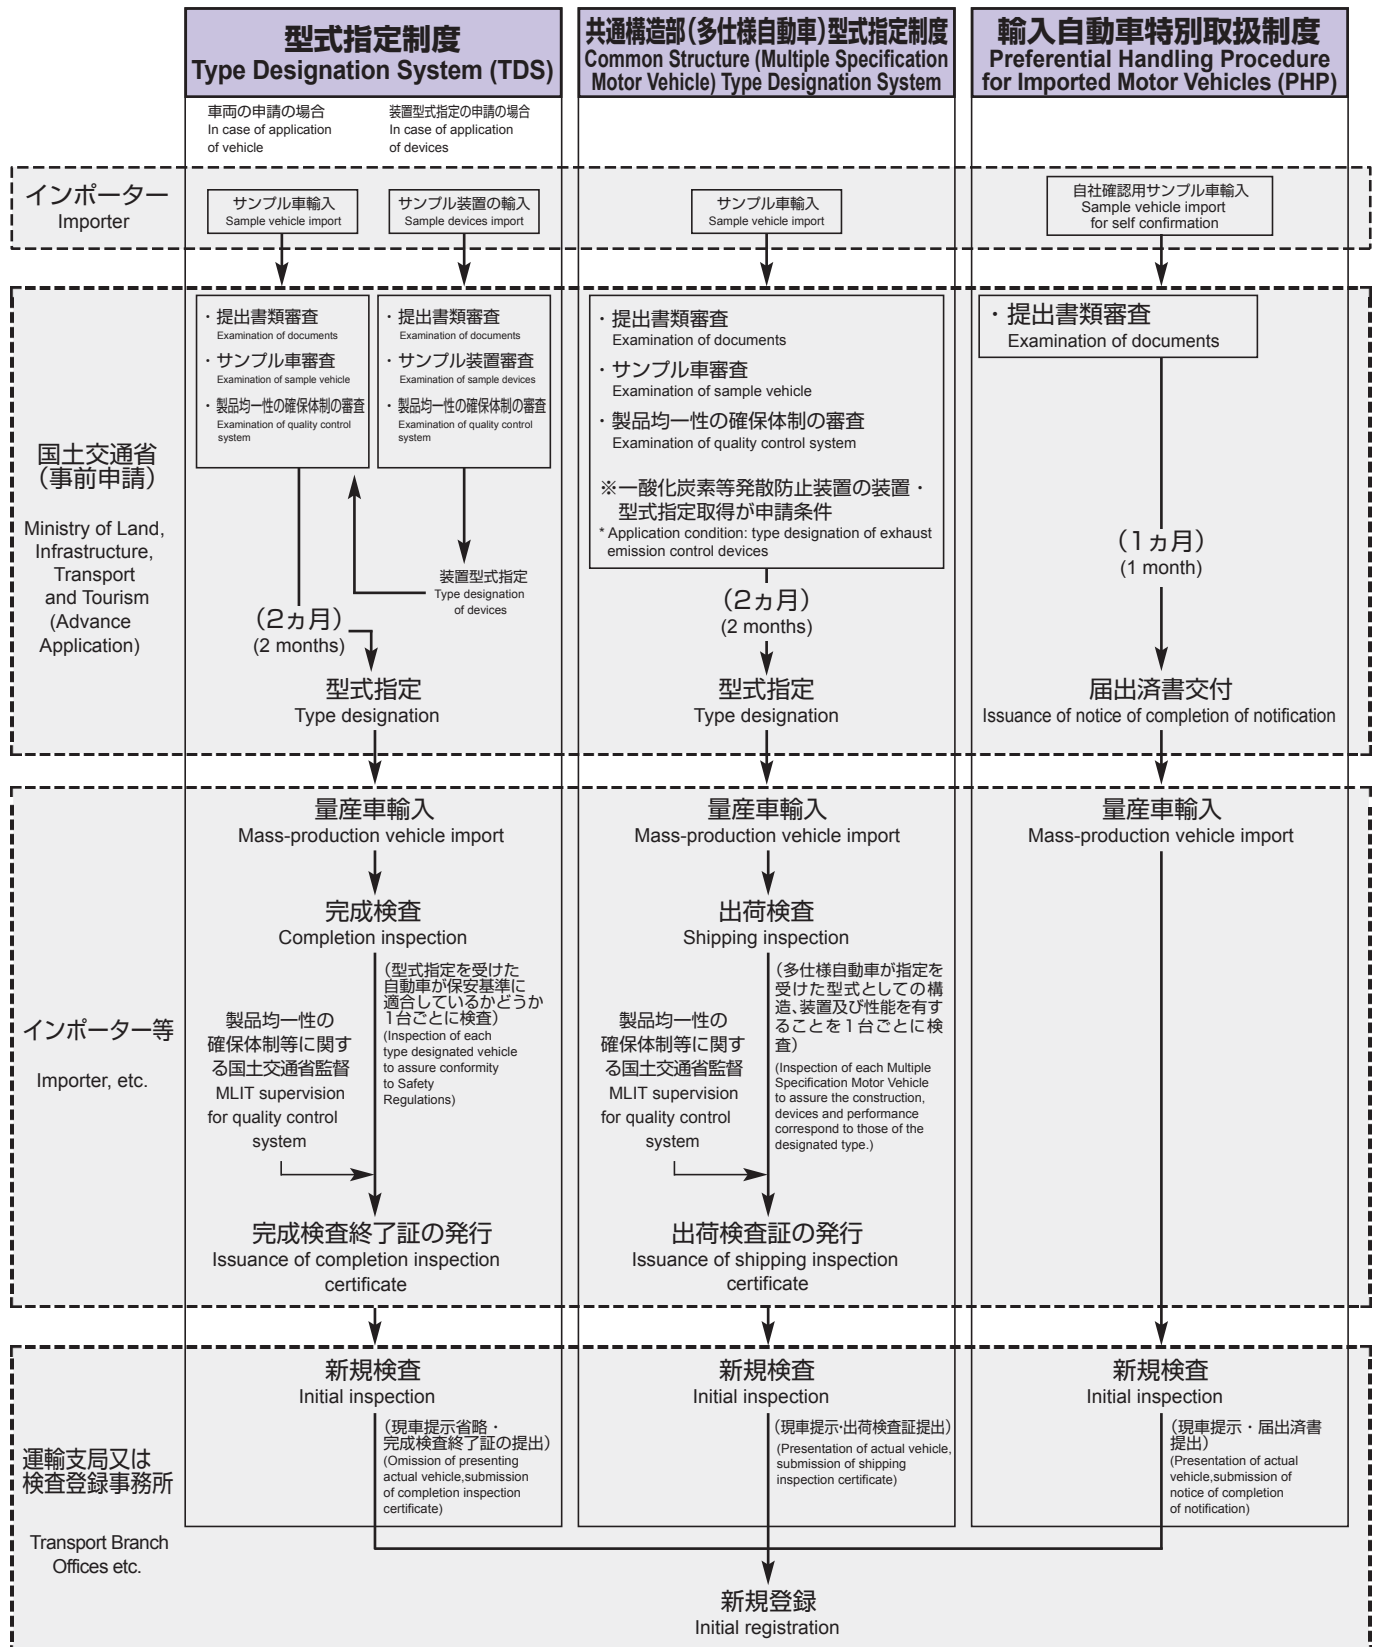 型式指定制度
Type Designation System (TDS)
共通構造部(多仕様自動車)型式指定制度
Common Structure (Multiple Specification
Motor Vehicle) Type Designation System
輸入自動車特別取扱制度
Preferential Handling Procedure
for Imported Motor Vehicles (PHP)
車両の申請の場合
In case of application
of vehicle
装置型式指定の申請の場合
In case of application
of devices
インポーター
Importer
サンプル車輸入
Sample vehicle import
サンプル装置の輸入
Sample devices import
サンプル車輸入
Sample vehicle import
自社確認用サンプル車輸入
Sample vehicle import
for self confirmation
国土交通省
(事前申請)
Ministry of Land,
Infrastructure,
Transport
and Tourism
(Advance
Application)
・提出書類審査
Examination of documents
・サンプル車審査
Examination of sample vehicle
・製品均一性の確保体制の審査
Examination of quality control
system
・提出書類審査
Examination of documents
・サンプル装置審査
Examination of sample devices
・製品均一性の確保体制の審査
Examination of quality control
system
装置型式指定
Type designation
of devices
(2ヵ月)
(2 months)
型式指定
Type designation
・提出書類審査
Examination of documents
・サンプル車審査
Examination of sample vehicle
・製品均一性の確保体制の審査
Examination of quality control system
※一酸化炭素等発散防止装置の装置・
型式指定取得が申請条件
* Application condition: type designation of exhaust
emission control devices
(2ヵ月)
(2 months)
型式指定
Type designation
・提出書類審査
Examination of documents
(1ヵ月)
(1 month)
届出済書交付
Issuance of notice of completion of notification
インポーター等
Importer, etc.
量産車輸入
Mass-production vehicle import
完成検査
Completion inspection
(型式指定を受けた
自動車が保安基準に
適合しているかどうか
1台ごとに検査)
(Inspection of each
type designated vehicle
to assure conformity
to Safety
Regulations)
製品均一性の
確保体制等に関す
る国土交通省監督
MLIT supervision
for quality control
system
完成検査終了証の発行
Issuance of completion inspection
certificate
量産車輸入
Mass-production vehicle import
出荷検査
Shipping inspection
(多仕様自動車が指定を
受けた型式としての構
造、装置及び性能を有す
ることを1台ごとに検
査)
(Inspection of each Multiple
Specification Motor Vehicle
to assure the construction,
devices and performance
correspond to those of the
designated type.)
製品均一性の
確保体制等に関す
る国土交通省監督
MLIT supervision
for quality control
system
出荷検査証の発行
Issuance of shipping inspection
certificate
量産車輸入
Mass-production vehicle import
運輸支局又は
検査登録事務所
Transport Branch
Offices etc.
新規検査
Initial inspection
(現車提示省略・
完成検査終了証の提出)
(Omission of presenting
actual vehicle,submission
of completion inspection
certificate)
新規検査
Initial inspection
(現車提示・出荷検査証提出)
(Presentation of actual vehicle,
submission of shipping
inspection certificate)
新規検査
Initial inspection
(現車提示・届出済書
提出)
(Presentation of actual
vehicle,submission of
notice of completion
of notification)
新規登録
Initial registration